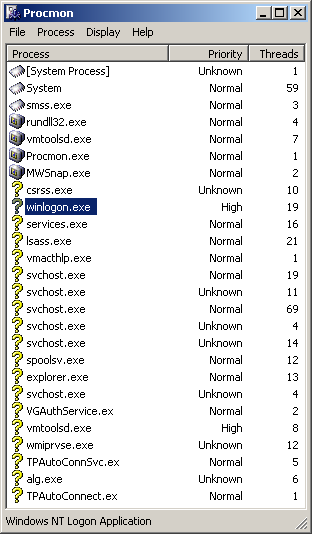 Procmon
File Process Display Help
Process Priority Threads
[System Process] Unknown 1
System Normal 59
smss.exe Normal 3
rundll32.exe Normal 4
vmtoolsd.exe Normal 7
Procmon.exe Normal 1
MWSnap.exe Normal 2
csrss.exe Unknown 10
winlogon.exe High 19
services.exe Normal 16
lsass.exe Normal 21
vmacthlp.exe Normal 1
svchost.exe Normal 19
svchost.exe Unknown 11
svchost.exe Normal 69
svchost.exe Unknown 4
svchost.exe Unknown 14
spoolsv.exe Normal 12
explorer.exe Normal 13
svchost.exe Unknown 4
VGAuthService.ex Normal 2
vmtoolsd.exe High 8
wmiprvse.exe Unknown 12
TPAutoConnSvc.ex Normal 5
alg.exe Unknown 6
TPAutoConnect.ex Normal 1
Windows NT Logon Application